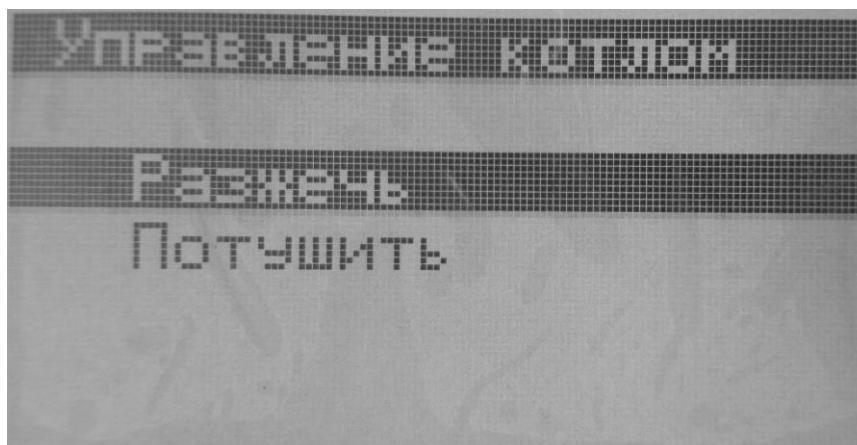 Управление котлом
Разжечь
Потушить